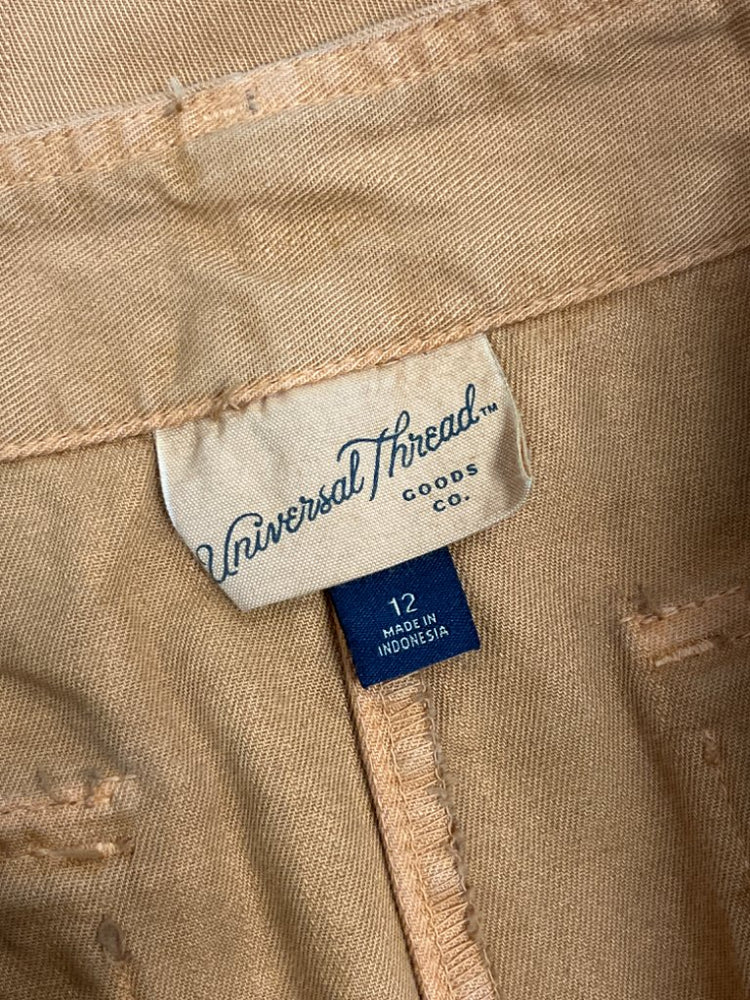 Universal Thread™
GOODS
CO.
12
MADE IN
INDONESIA